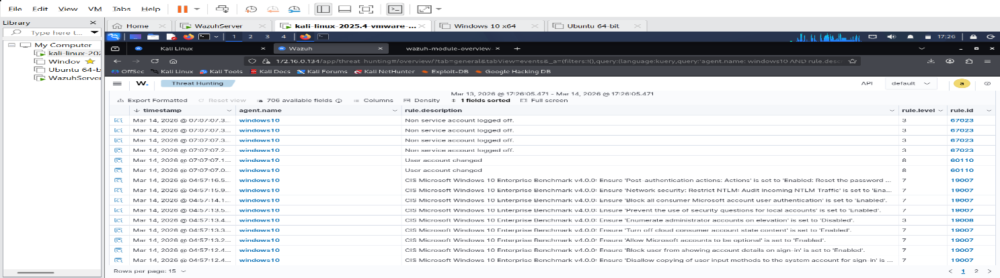 File Edit View VM Tabs Help
Library
Type here t...
My Computer
kali-linux-202
Window
Ubuntu 64-b
WazuhServer
Home WazuhServer kali-linux-2025.4-vmware-... Windows 10 x64 Ubuntu 64-bit
1 2 3 4 17:26
Kali Linux Wazuh wazuh-module-overview
172.16.0.134/app/threat-hunting#/overview/?tab=general&tabView=events&_a=(filters:!(),query:(language:kuery,query:'agent.name: windows10 AND rule.des
OffSec Kali Linux Kali Tools Kali Docs Kali Forums Kali NetHunter Exploit-DB Google Hacking DB
W. Threat Hunting API default a
Mar 13, 2026 @ 17:26:05.471 - Mar 14, 2026 @ 17:26:05.471
Export Formatted Reset view 706 available fields Columns Density 1 fields sorted Full screen
timestamp agent.name rule.description rule.level rule.id
Mar 14, 2026 @ 07:07:07.3... windows10 Non service account logged off. 3 67023
Mar 14, 2026 @ 07:07:07.3... windows10 Non service account logged off. 3 67023
Mar 14, 2026 @ 07:07:07.3... windows10 Non service account logged off. 3 67023
Mar 14, 2026 @ 07:07:07.2... windows10 Non service account logged off. 3 67023
Mar 14, 2026 @ 07:07:07.1... windows10 User account changed 8 60110
Mar 14, 2026 @ 07:07:07.0... windows10 User account changed 8 60110
Mar 14, 2026 @ 04:57:16.5... windows10 CIS Microsoft Windows 10 Enterprise Benchmark v4.0.0: Ensure 'Post-authentication actions: Actions' is set to 'Enabled: Reset the password ... 7 19007
Mar 14, 2026 @ 04:57:15.9... windows10 CIS Microsoft Windows 10 Enterprise Benchmark v4.0.0: Ensure 'Network security: Restrict NTLM: Audit Incoming NTLM Traffic' is set to 'Ena... 7 19007
Mar 14, 2026 @ 04:57:14.1... windows10 CIS Microsoft Windows 10 Enterprise Benchmark v4.0.0: Ensure 'Block all consumer Microsoft account user authentication' is set to 'Enabled'. 7 19007
Mar 14, 2026 @ 04:57:13.5... windows10 CIS Microsoft Windows 10 Enterprise Benchmark v4.0.0: Ensure 'Prevent the use of security questions for local accounts' is set to 'Enabled'. 7 19007
Mar 14, 2026 @ 04:57:13.4... windows10 CIS Microsoft Windows 10 Enterprise Benchmark v4.0.0: Ensure 'Enumerate administrator accounts on elevation' is set to 'Disabled'. 3 19008
Mar 14, 2026 @ 04:57:13.3... windows10 CIS Microsoft Windows 10 Enterprise Benchmark v4.0.0: Ensure 'Turn off cloud consumer account state content' is set to 'Enabled'. 7 19007
Mar 14, 2026 @ 04:57:13.2... windows10 CIS Microsoft Windows 10 Enterprise Benchmark v4.0.0: Ensure 'Allow Microsoft accounts to be optional' is set to 'Enabled'. 7 19007
Mar 14, 2026 @ 04:57:12.4... windows10 CIS Microsoft Windows 10 Enterprise Benchmark v4.0.0: Ensure 'Block user from showing account details on sign-in' is set to 'Enabled'. 7 19007
Mar 14, 2026 @ 04:57:12.4... windows10 CIS Microsoft Windows 10 Enterprise Benchmark v4.0.0: Ensure 'Disallow copying of user input methods to the system account for sign-in' is ... 7 19007
Rows per page: 15 1 2